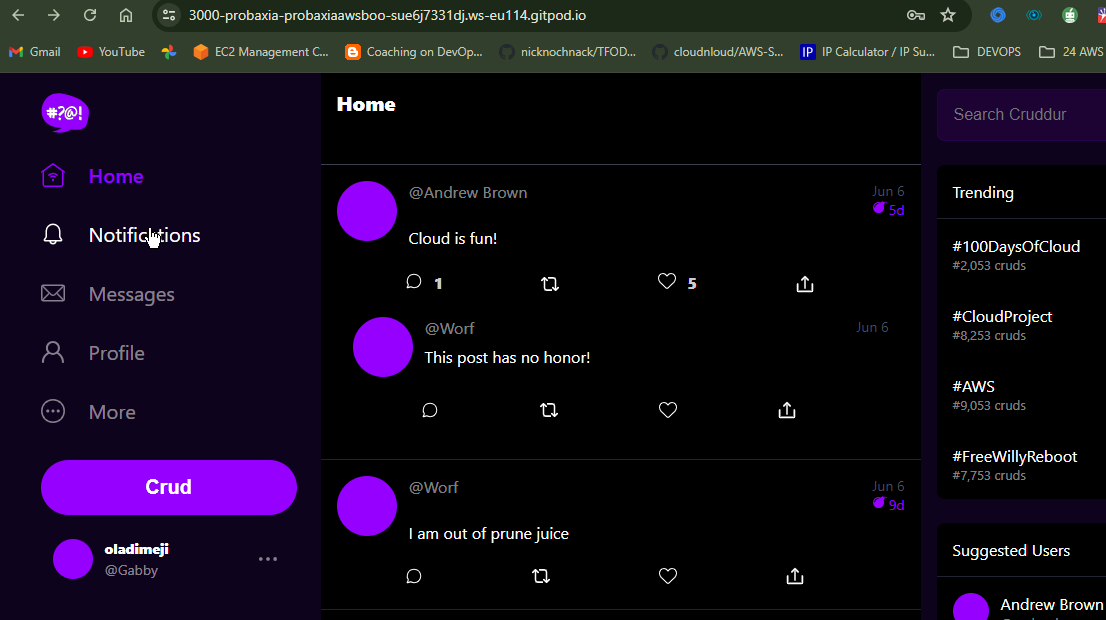 3000-probaxia-probaxiaawsboo-sue6j7331dj.ws-eu114.gitpod.io
Gmail
YouTube
EC2 Management C...
Coaching on DevOp...
nicknochnack/TFOD...
cloudnloud/AWS-S...
IP
IP Calculator / IP Su...
DEVOPS
24 AWS
#?@!
Home
Notifications
Messages
Profile
More
Crud
oladimeji
@Gabby
Home
@Andrew Brown
Jun 6
5d
Cloud is fun!
1
5
@Worf
Jun 6
This post has no honor!
@Worf
Jun 6
9d
I am out of prune juice
Search Cruddur
Trending
#100DaysOfCloud
#2,053 cruds
#CloudProject
#8,253 cruds
#AWS
#9,053 cruds
#FreeWillyReboot
#7,753 cruds
Suggested Users
Andrew Brown